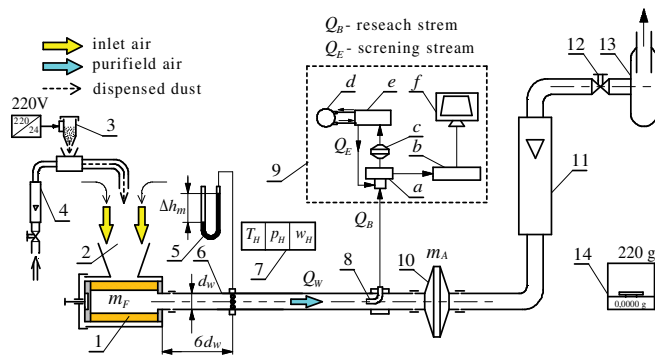 Q_B - reseach strem
Q_E - screning stream
inlet air
purifield air
dispensed dust
220V
220
24
3
4
12
13
d
e
f
Q_E
c
b
a
9
11
Δh_m
5
6
T_H p_H w_H
7
Q_B
8
10
m_A
2
d_w
Q_W
m_F
1
6d_w
14
220 g
0,0000 g